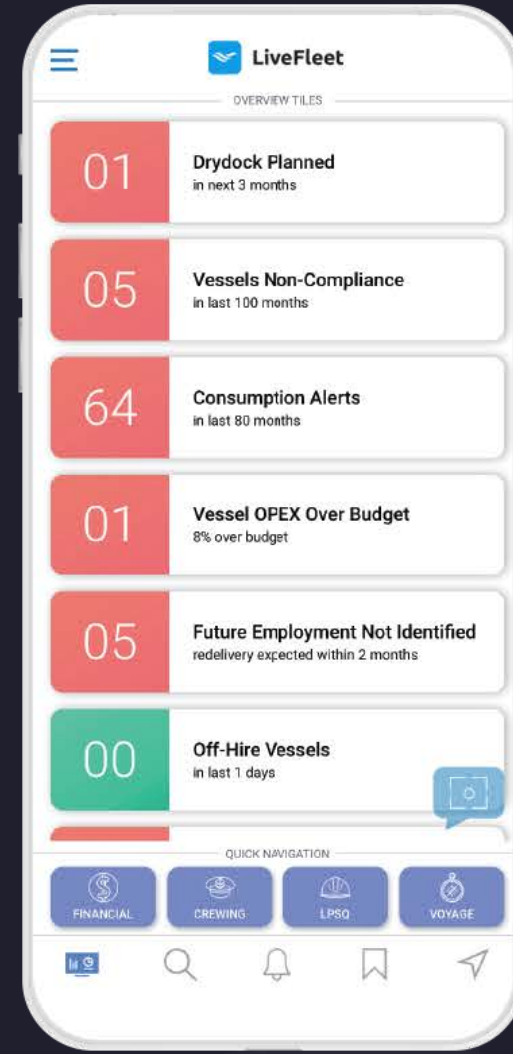 LiveFleet
OVERVIEW TILES
01
Drydock Planned
in next 3 months
05
Vessels Non-Compliance
in last 100 months
64
Consumption Alerts
in last 80 months
01
Vessel OPEX Over Budget
8% over budget
05
Future Employment Not Identified
redelivery expected within 2 months
00
Off-Hire Vessels
in last 1 days
QUICK NAVIGATION
FINANCIAL
CREWING
LPSQ
VOYAGE